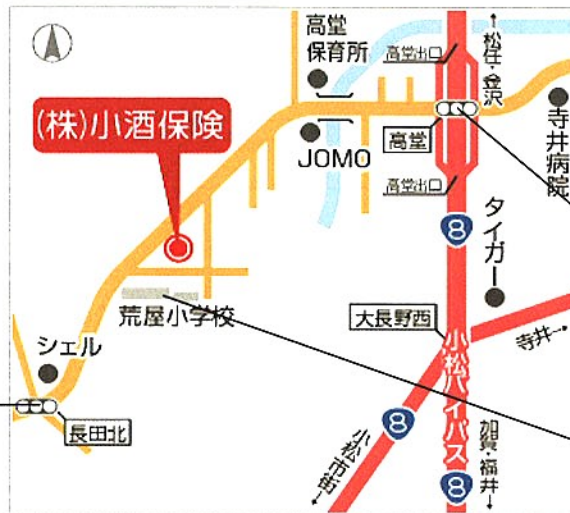 高堂
保育所
高堂出口
↑松任・金沢
(株)小酒保険
JOMO
高堂
寺井病院
高堂出口
8
タイガー
荒屋小学校
大長野西
寺井→
シェル
小松バイパス
長田北
8
小松市街↓
加賀・福井↓
8